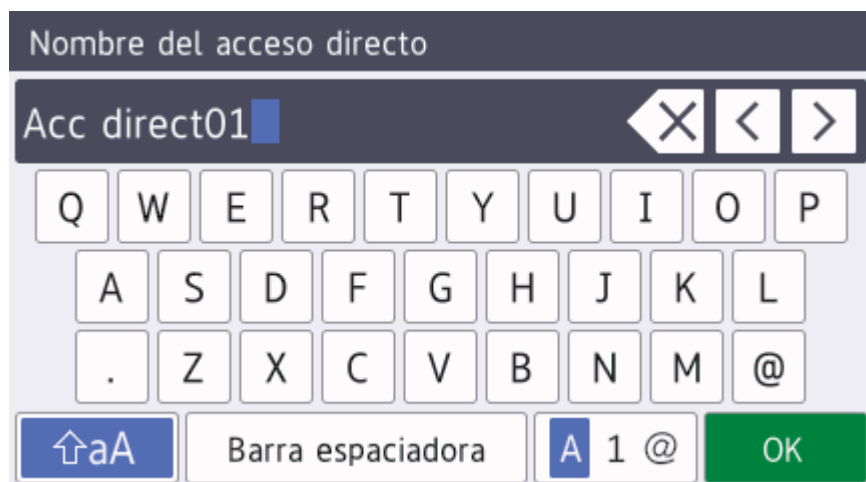 Nombre del acceso directo
Acc direct01
Q W E R T Y U I O P
A S D F G H J K L
. Z X C V B N M @
aA Barra espaciadora A 1 @ OK